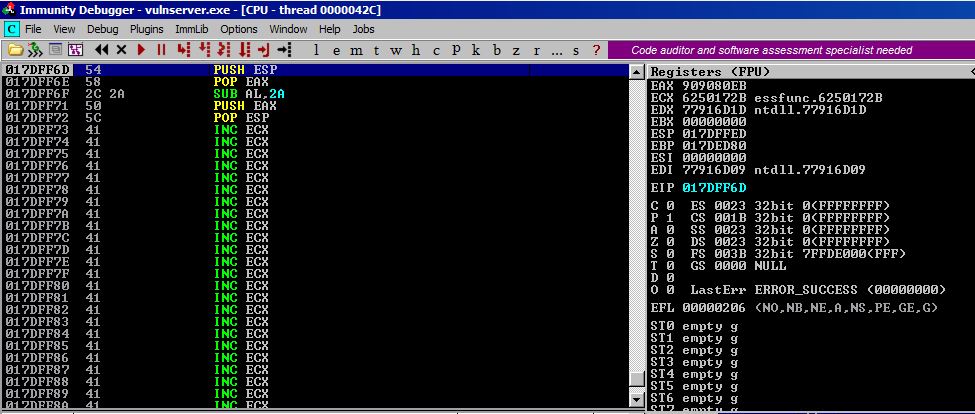 Immunity Debugger - vulnserver.exe - [CPU - thread 0000042C]
C File View Debug Plugins ImmLib Options Window Help Jobs
l e m t w h c p k b z r ... s ? Code auditor and software assessment specialist needed
017DFF6D 54 PUSH ESP
017DFF6E 58 POP EAX
017DFF6F 2C 2A SUB AL,2A
017DFF71 50 PUSH EAX
017DFF72 5C POP ESP
017DFF73 41 INC ECX
017DFF74 41 INC ECX
017DFF75 41 INC ECX
017DFF76 41 INC ECX
017DFF77 41 INC ECX
017DFF78 41 INC ECX
017DFF79 41 INC ECX
017DFF7A 41 INC ECX
017DFF7B 41 INC ECX
017DFF7C 41 INC ECX
017DFF7D 41 INC ECX
017DFF7E 41 INC ECX
017DFF7F 41 INC ECX
017DFF80 41 INC ECX
017DFF81 41 INC ECX
017DFF82 41 INC ECX
017DFF83 41 INC ECX
017DFF84 41 INC ECX
017DFF85 41 INC ECX
017DFF86 41 INC ECX
017DFF87 41 INC ECX
017DFF88 41 INC ECX
017DFF89 41 INC ECX
017DFF8A 41 INC ECX
Registers (FPU) <
EAX 909080EB
ECX 6250172B essfunc.6250172B
EDX 77916D1D ntdll.77916D1D
EBX 00000000
ESP 017DFFED
EBP 017DED80
ESI 00000000
EDI 77916D09 ntdll.77916D09
EIP 017DFF6D
C 0 ES 0023 32bit 0(FFFFFFFF)
P 1 CS 001B 32bit 0(FFFFFFFF)
A 0 SS 0023 32bit 0(FFFFFFFF)
Z 0 DS 0023 32bit 0(FFFFFFFF)
S 0 FS 003B 32bit 7FFDE000(FFF)
T 0 GS 0000 NULL
D 0
O 0 LastErr ERROR_SUCCESS (00000000)
EFL 00000206 (NO,NB,NE,A,NS,PE,GE,G)
ST0 empty g
ST1 empty g
ST2 empty g
ST3 empty g
ST4 empty g
ST5 empty g
ST6 empty g
ST7 empty g